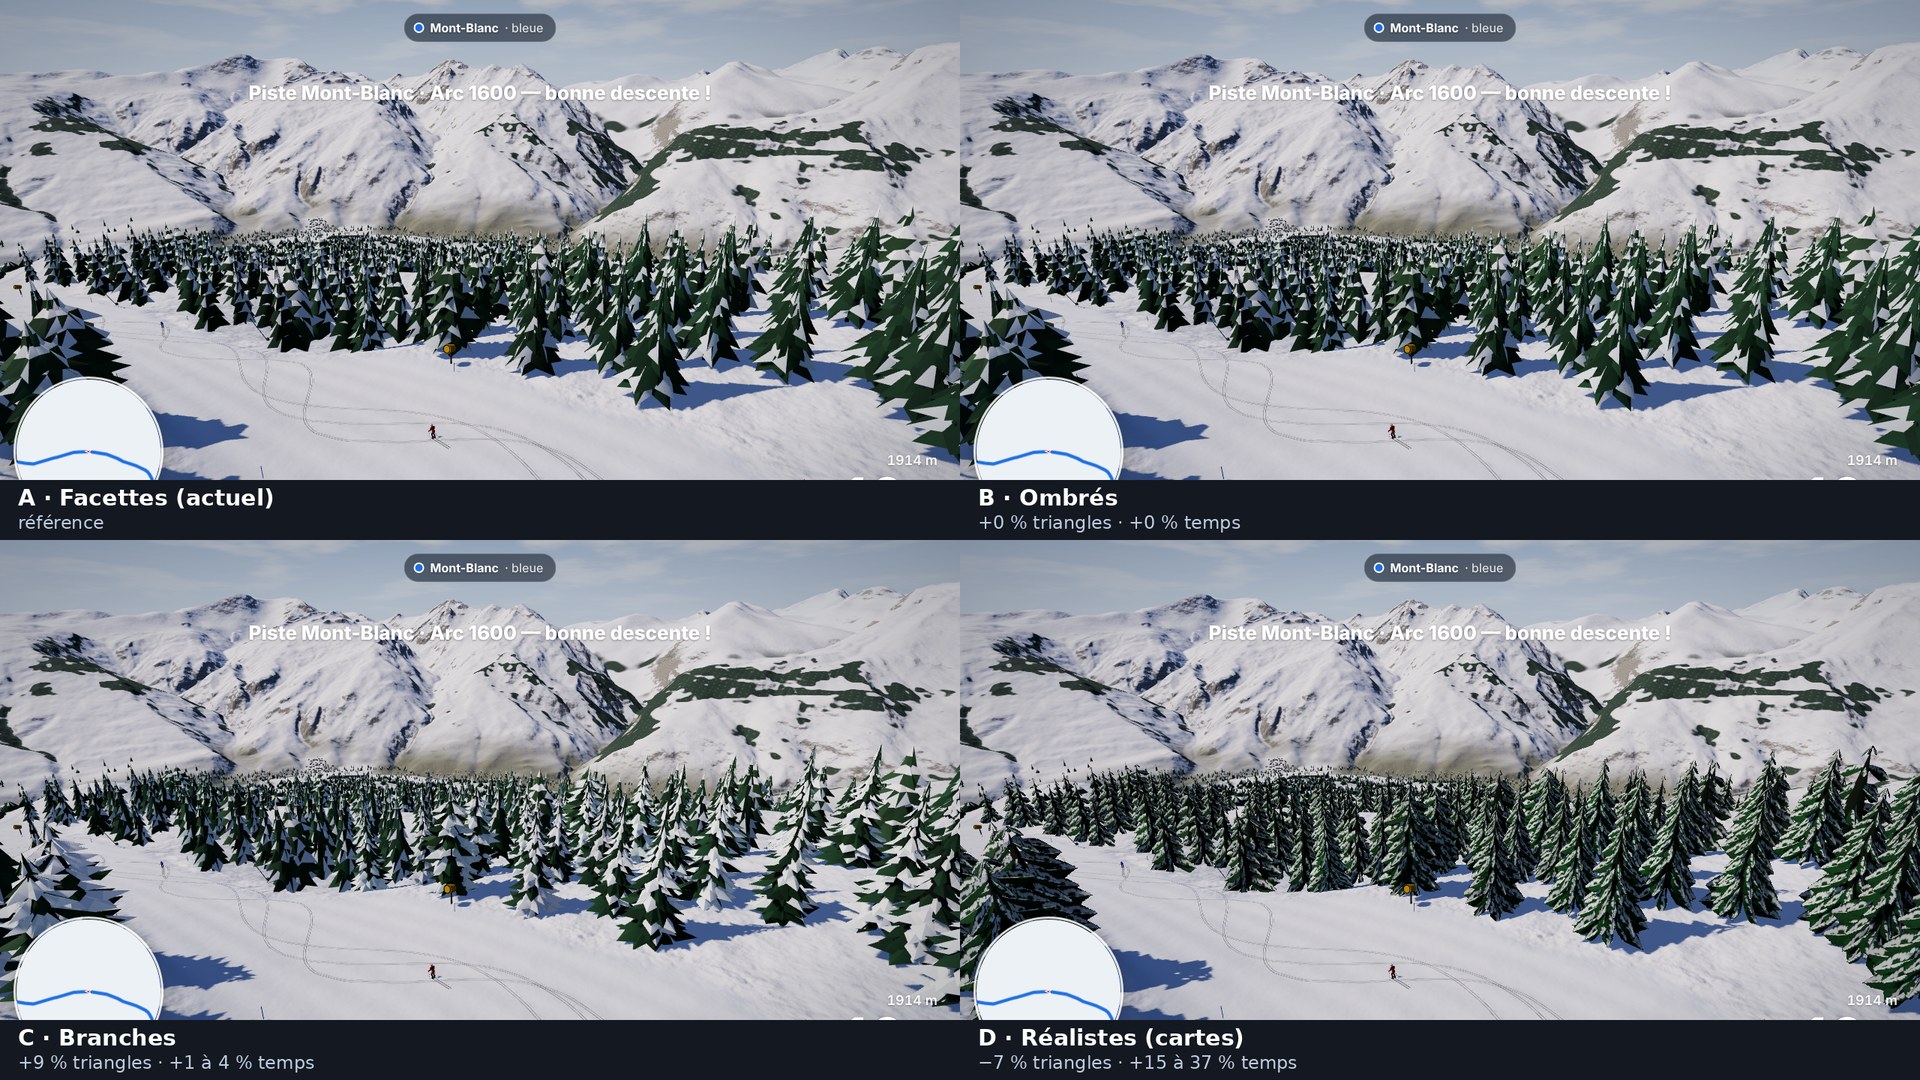 Mont-Blanc · bleue
Piste Mont-Blanc · Arc 1600 — bonne descente !
1914 m
A · Facettes (actuel)
référence
Mont-Blanc · bleue
Piste Mont-Blanc · Arc 1600 — bonne descente !
1914 m
B · Ombrés
+0 % triangles · +0 % temps
Mont-Blanc · bleue
Piste Mont-Blanc · Arc 1600 — bonne descente !
1914 m
C · Branches
+9 % triangles · +1 à 4 % temps
Mont-Blanc · bleue
Piste Mont-Blanc · Arc 1600 — bonne descente !
1914 m
D · Réalistes (cartes)
−7 % triangles · +15 à 37 % temps